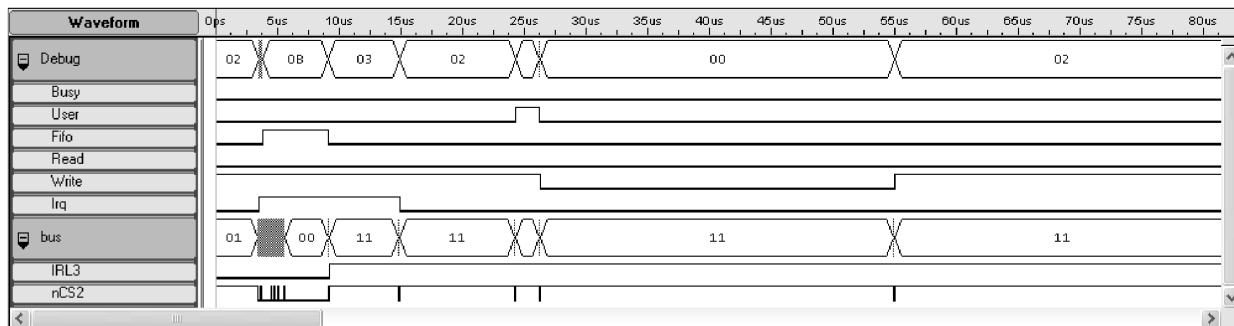 Waveform 0ps 5us 10us 15us 20us 25us 30us 35us 40us 45us 50us 55us 60us 65us 70us 75us 80us
Debug 02 0B 03 02 00 02
Busy
User
Fifo
Read
Write
Irq
bus 01 00 11 11 11 11
IRL3
nCS2